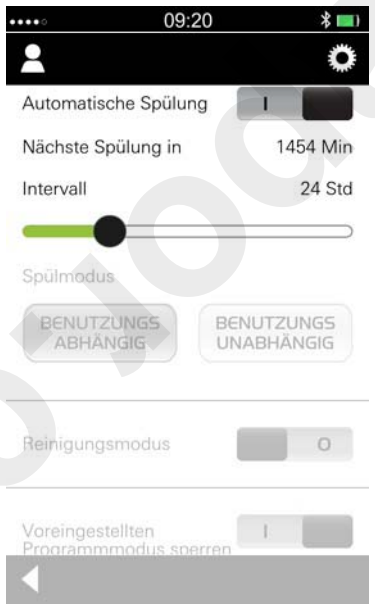 09:20
Automatische Spülung I
Nächste Spülung in 1454 Min
Intervall 24 Std
Spülmodus
BENUTZUNGS BENUTZUNGS
ABHÄNGIG UNABHÄNGIG
Reinigungsmodus O
Voreingestellten I
Programmmodus sperren